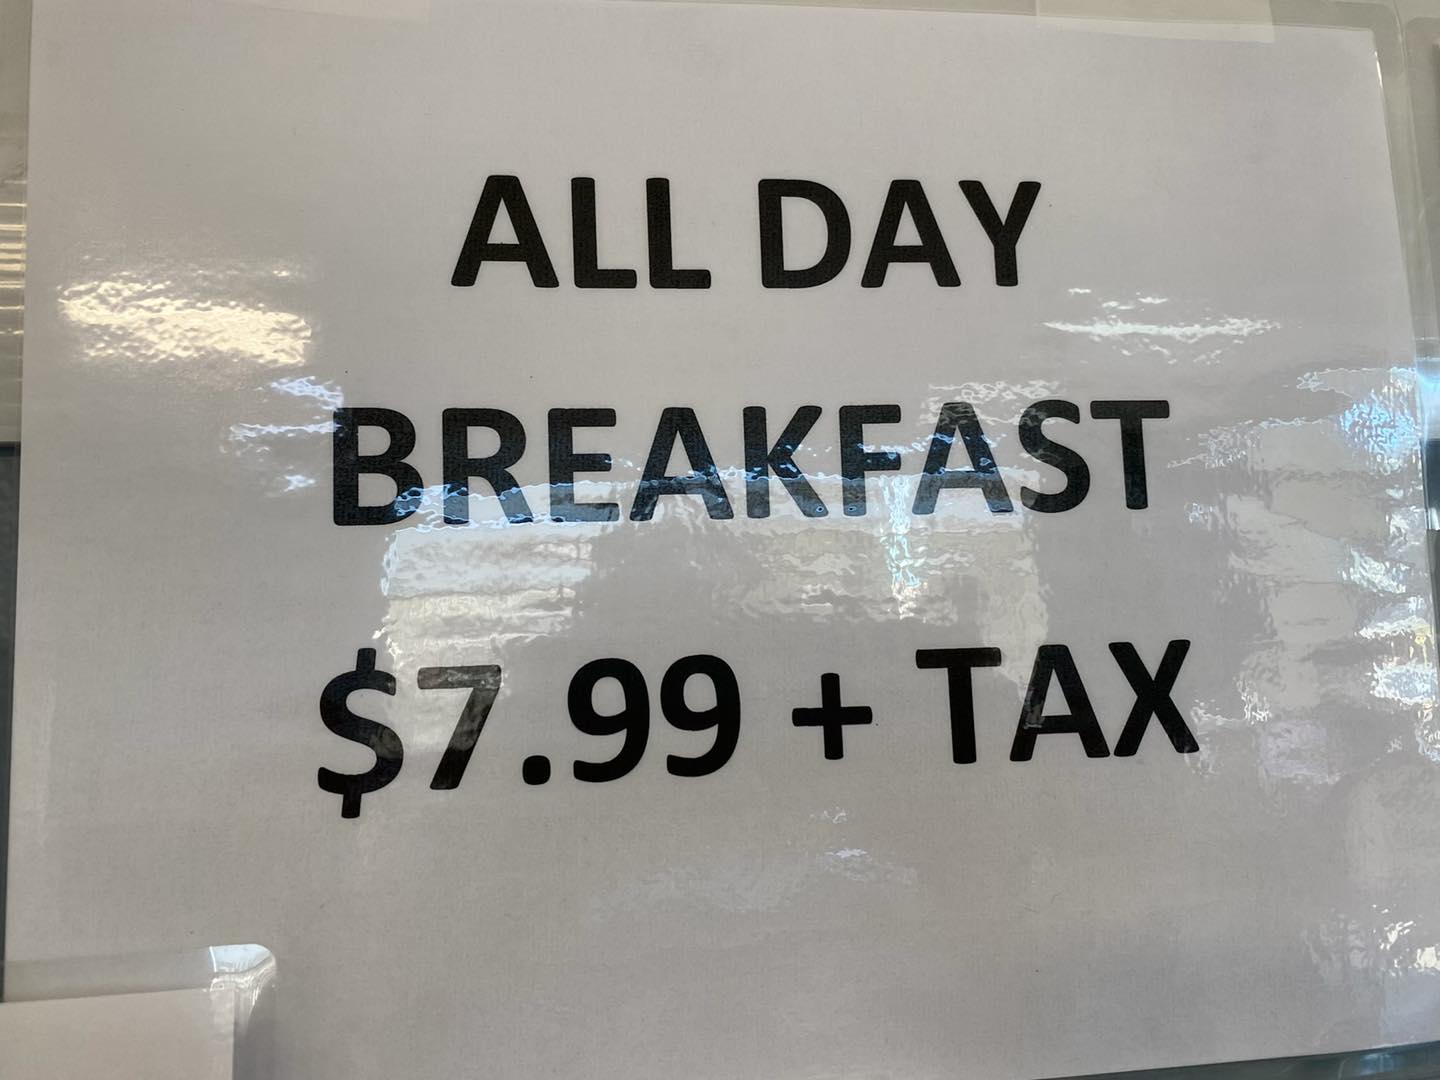 ALL DAY
BREAKFAST
$7.99 + TAX